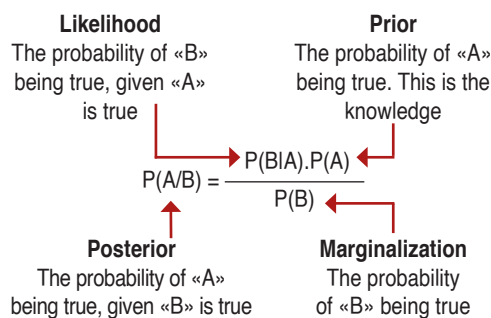 Likelihood
The probability of «B»
being true, given «A»
is true
Prior
The probability of «A»
being true. This is the
knowledge
P(A/B) = P(B|A).P(A)
P(B)
Posterior
The probability of «A»
being true, given «B» is true
Marginalization
The probability
of «B» being true